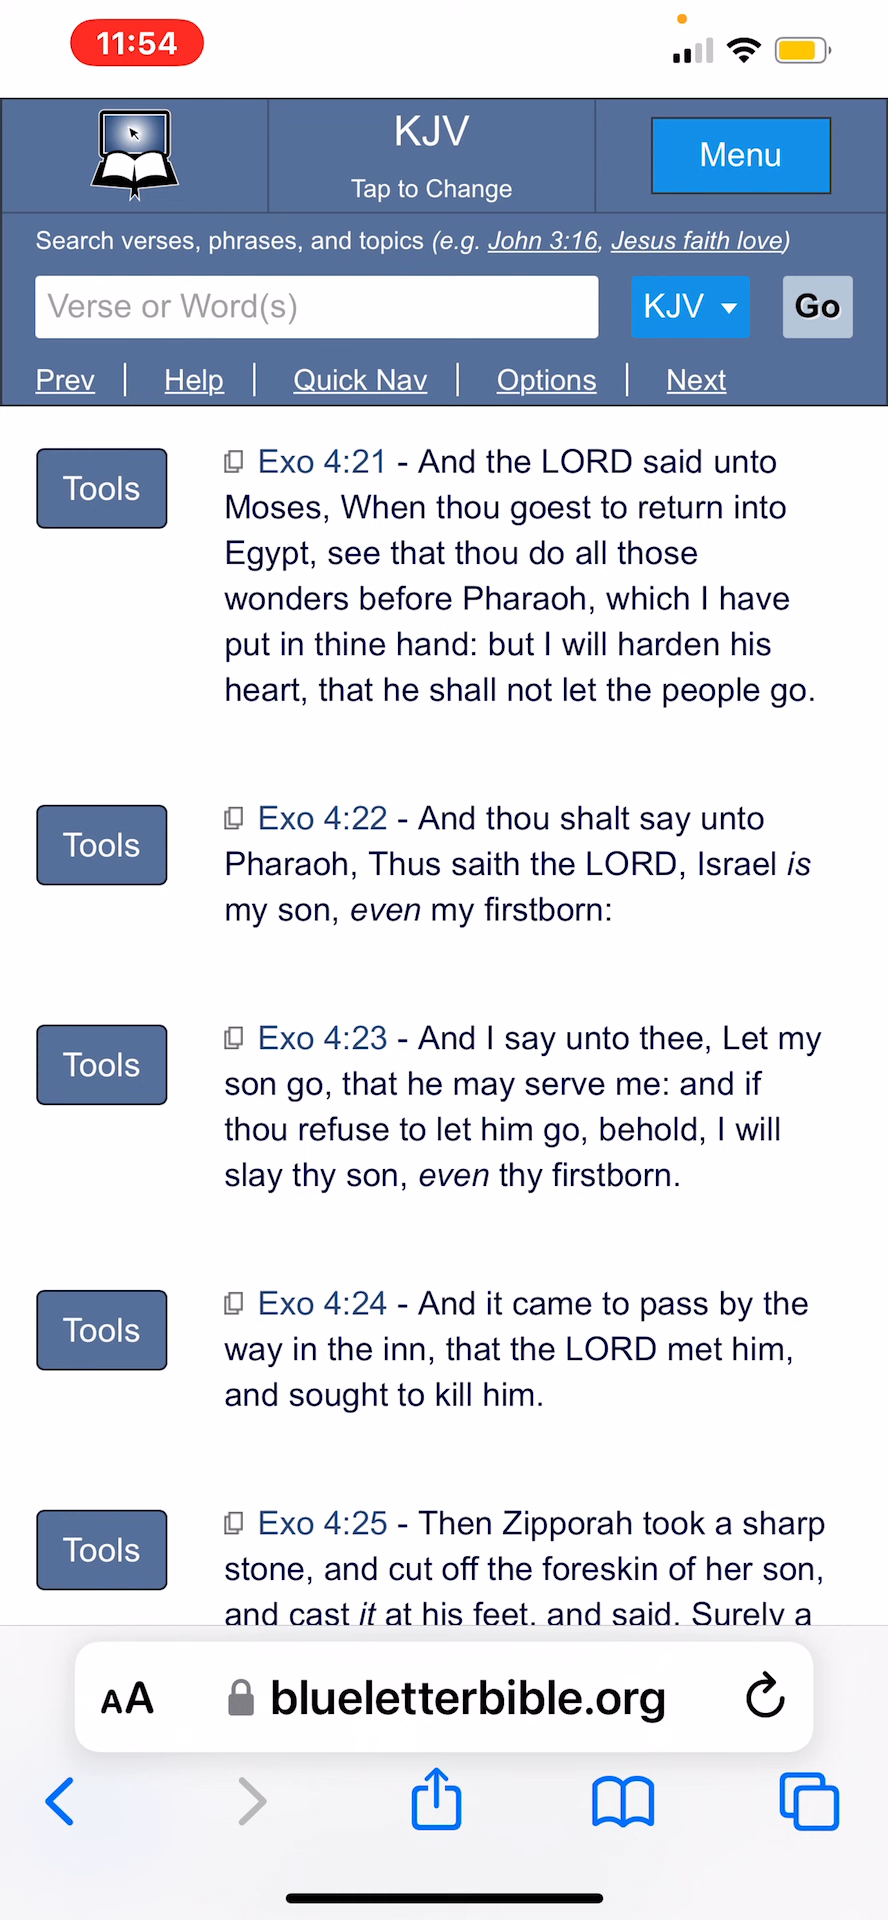 11:54
KJV
Tap to Change
Menu
Search verses, phrases, and topics (e.g. John 3:16, Jesus faith love)
Verse or Word(s)
KJV
Go
Prev | Help | Quick Nav | Options | Next
Tools
Exo 4:21 - And the LORD said unto
Moses, When thou goest to return into
Egypt, see that thou do all those
wonders before Pharaoh, which I have
put in thine hand: but I will harden his
heart, that he shall not let the people go.
Tools
Exo 4:22 - And thou shalt say unto
Pharaoh, Thus saith the LORD, Israel is
my son, even my firstborn:
Tools
Exo 4:23 - And I say unto thee, Let my
son go, that he may serve me: and if
thou refuse to let him go, behold, I will
slay thy son, even thy firstborn.
Tools
Exo 4:24 - And it came to pass by the
way in the inn, that the LORD met him,
and sought to kill him.
Tools
Exo 4:25 - Then Zipporah took a sharp
stone, and cut off the foreskin of her son,
and cast it at his feet, and said, Surely a
AA
blueletterbible.org